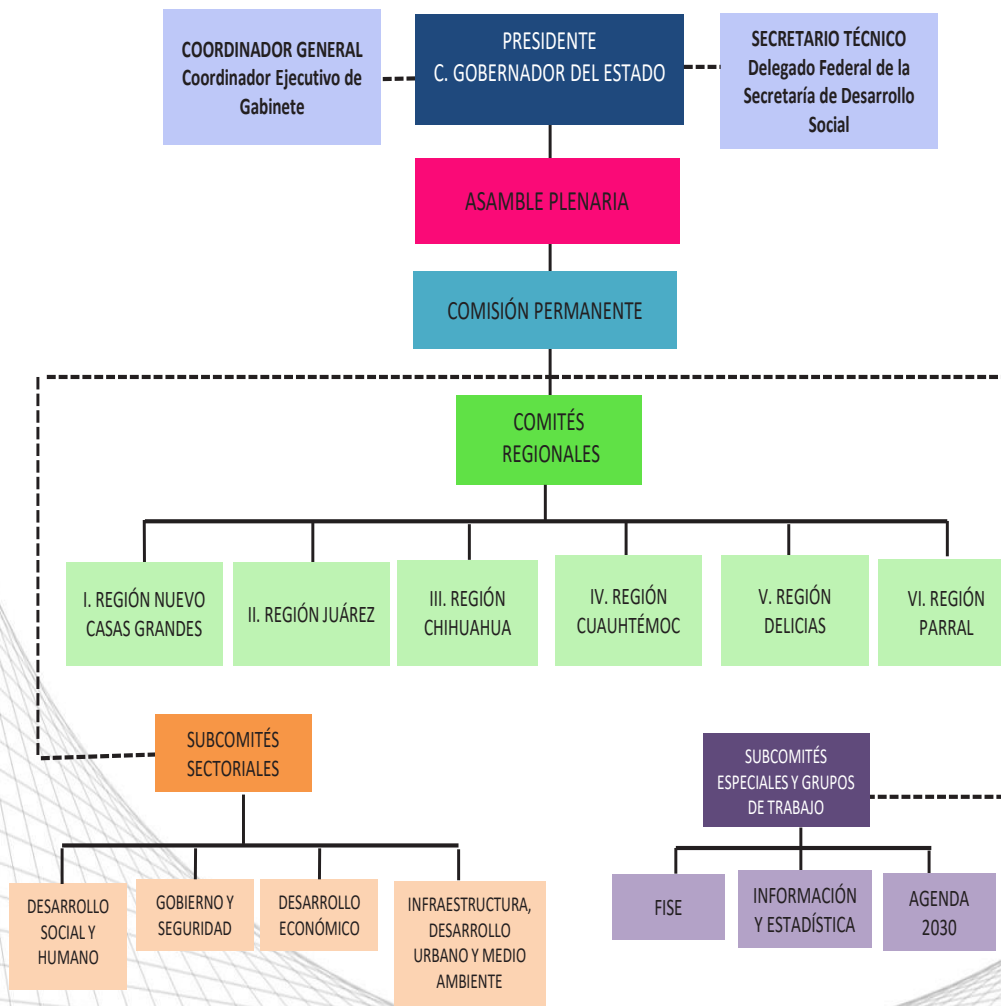 COORDINADOR GENERAL
Coordinador Ejecutivo de
Gabinete
PRESIDENTE
C. GOBERNADOR DEL ESTADO
SECRETARIO TÉCNICO
Delegado Federal de la
Secretaría de Desarrollo
Social
ASAMBLE PLENARIA
COMISIÓN PERMANENTE
COMITÉS
REGIONALES
I. REGIÓN NUEVO
CASAS GRANDES
II. REGIÓN JUÁREZ
III. REGIÓN
CHIHUAHUA
IV. REGIÓN
CUAUHTÉMOC
V. REGIÓN
DELICIAS
VI. REGIÓN
PARRAL
SUBCOMITÉS
SECTORIALES
SUBCOMITÉS
ESPECIALES Y GRUPOS
DE TRABAJO
DESARROLLO
SOCIAL Y
HUMANO
GOBIERNO Y
SEGURIDAD
DESARROLLO
ECONÓMICO
INFRAESTRUCTURA,
DESARROLLO
URBANO Y MEDIO
AMBIENTE
FISE
INFORMACIÓN
Y ESTADÍSTICA
AGENDA
2030